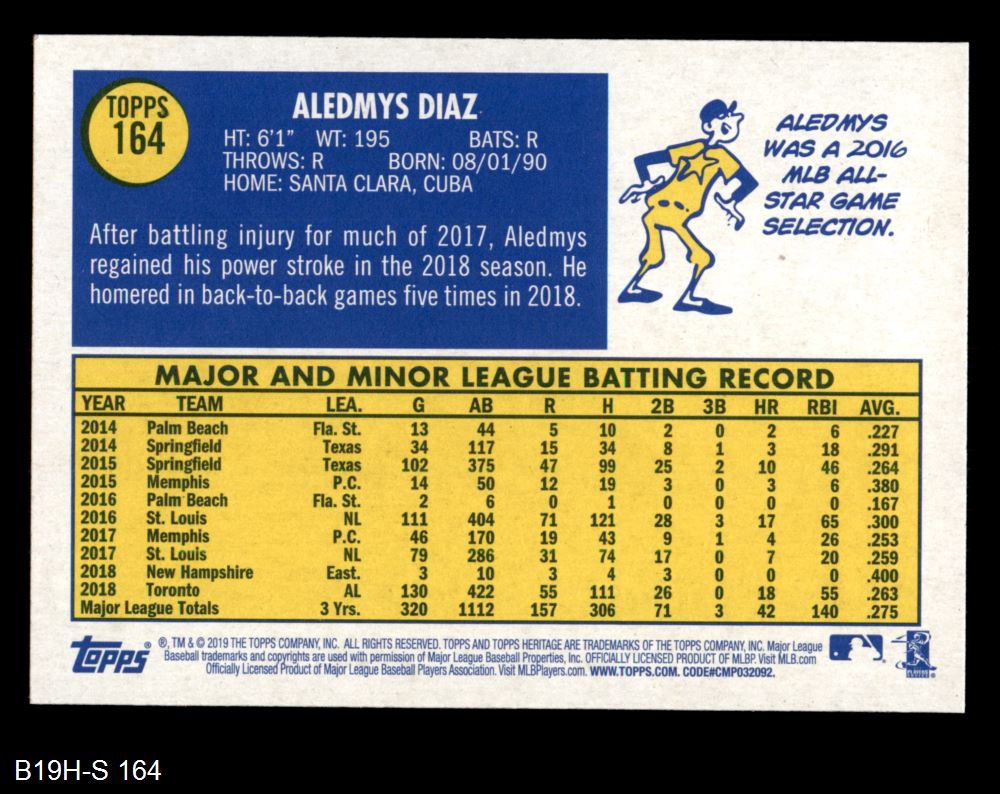 TOPPS
164
ALEDMYS DIAZ
HT: 6'1" WT: 195 BATS: R
THROWS: R BORN: 08/01/90
HOME: SANTA CLARA, CUBA
After battling injury for much of 2017, Aledmys
regained his power stroke in the 2018 season. He
homered in back-to-back games five times in 2018.
ALEDMYS
WAS A 2016
MLB ALL-
STAR GAME
SELECTION.
MAJOR AND MINOR LEAGUE BATTING RECORD
YEAR TEAM LEA. G AB R H 2B 3B HR RBI AVG.
2014 Palm Beach Fla. St. 13 44 5 10 2 0 2 6 .227
2014 Springfield Texas 34 117 15 34 8 1 3 18 .291
2015 Springfield Texas 102 375 47 99 25 2 10 46 .264
2015 Memphis P.C. 14 50 12 19 3 0 3 6 .380
2016 Palm Beach Fla. St. 2 6 0 1 0 0 0 0 .167
2016 St. Louis NL 111 404 71 121 28 3 17 65 .300
2017 Memphis P.C. 46 170 19 43 9 1 4 26 .253
2017 St. Louis NL 79 286 31 74 17 0 7 20 .259
2018 New Hampshire East. 3 10 3 4 3 0 0 0 .400
2018 Toronto AL 130 422 55 111 26 0 18 55 .263
Major League Totals 3 Yrs. 320 1112 157 306 71 3 42 140 .275
topps ®, TM & © 2019 THE TOPPS COMPANY, INC. ALL RIGHTS RESERVED. TOPPS AND TOPPS HERITAGE ARE TRADEMARKS OF THE TOPPS COMPANY, INC. Major League
Baseball trademarks and copyrights are used with permission of Major League Baseball Properties, Inc. OFFICIALLY LICENSED PRODUCT OF MLBP. Visit MLB.com
Officially Licensed Product of Major League Baseball Players Association. Visit MLBPlayers.com. WWW.TOPPS.COM. CODE#CMP032092.
B19H-S 164